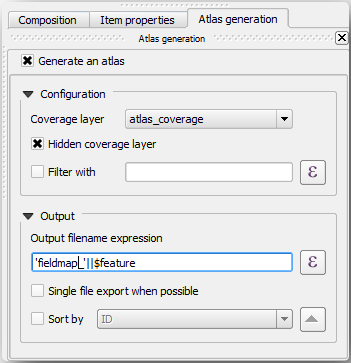 Composition Item properties Atlas generation
Atlas generation
Generate an atlas
Configuration
Coverage layer atlas_coverage
Hidden coverage layer
Filter with ε
Output
Output filename expression
'fieldmap_'||$feature ε
Single file export when possible
Sort by ID